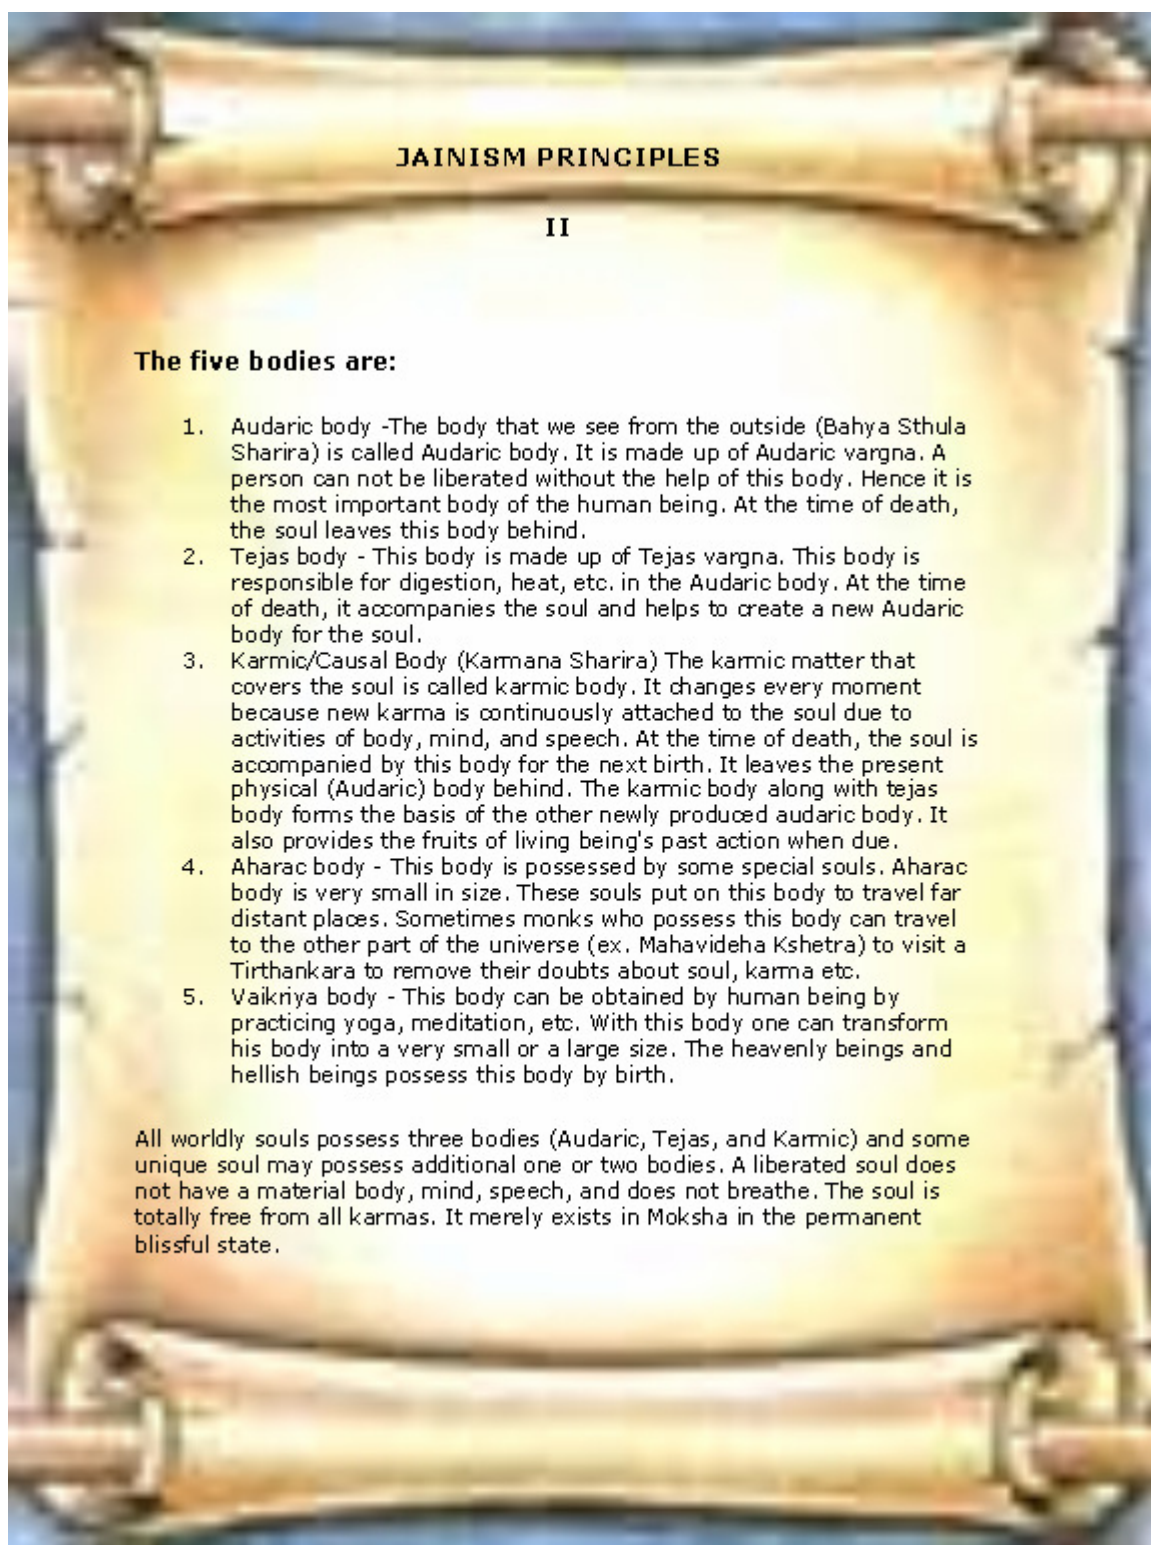 JAINISM PRINCIPLES
II
The five bodies are:
1. Audaric body -The body that we see from the outside (Bahya Sthula
Sharira) is called Audaric body. It is made up of Audaric vargna. A
person can not be liberated without the help of this body. Hence it is
the most important body of the human being. At the time of death,
the soul leaves this body behind.
2. Tejas body - This body is made up of Tejas vargna. This body is
responsible for digestion, heat, etc. in the Audaric body. At the time
of death, it accompanies the soul and helps to create a new Audaric
body for the soul.
3. Karmic/Causal Body (Karmana Sharira) The karmic matter that
covers the soul is called karmic body. It changes every moment
because new karma is continuously attached to the soul due to
activities of body, mind, and speech. At the time of death, the soul is
accompanied by this body for the next birth. It leaves the present
physical (Audaric) body behind. The karmic body along with tejas
body forms the basis of the other newly produced audaric body. It
also provides the fruits of living being's past action when due.
4. Aharac body - This body is possessed by some special souls. Aharac
body is very small in size. These souls put on this body to travel far
distant places. Sometimes monks who possess this body can travel
to the other part of the universe (ex. Mahavideha Kshetra) to visit a
Tirthankara to remove their doubts about soul, karma etc.
5. Vaikriya body - This body can be obtained by human being by
practicing yoga, meditation, etc. With this body one can transform
his body into a very small or a large size. The heavenly beings and
hellish beings possess this body by birth.
All worldly souls possess three bodies (Audaric, Tejas, and Karmic) and some
unique soul may possess additional one or two bodies. A liberated soul does
not have a material body, mind, speech, and does not breathe. The soul is
totally free from all karmas. It merely exists in Moksha in the permanent
blissful state.